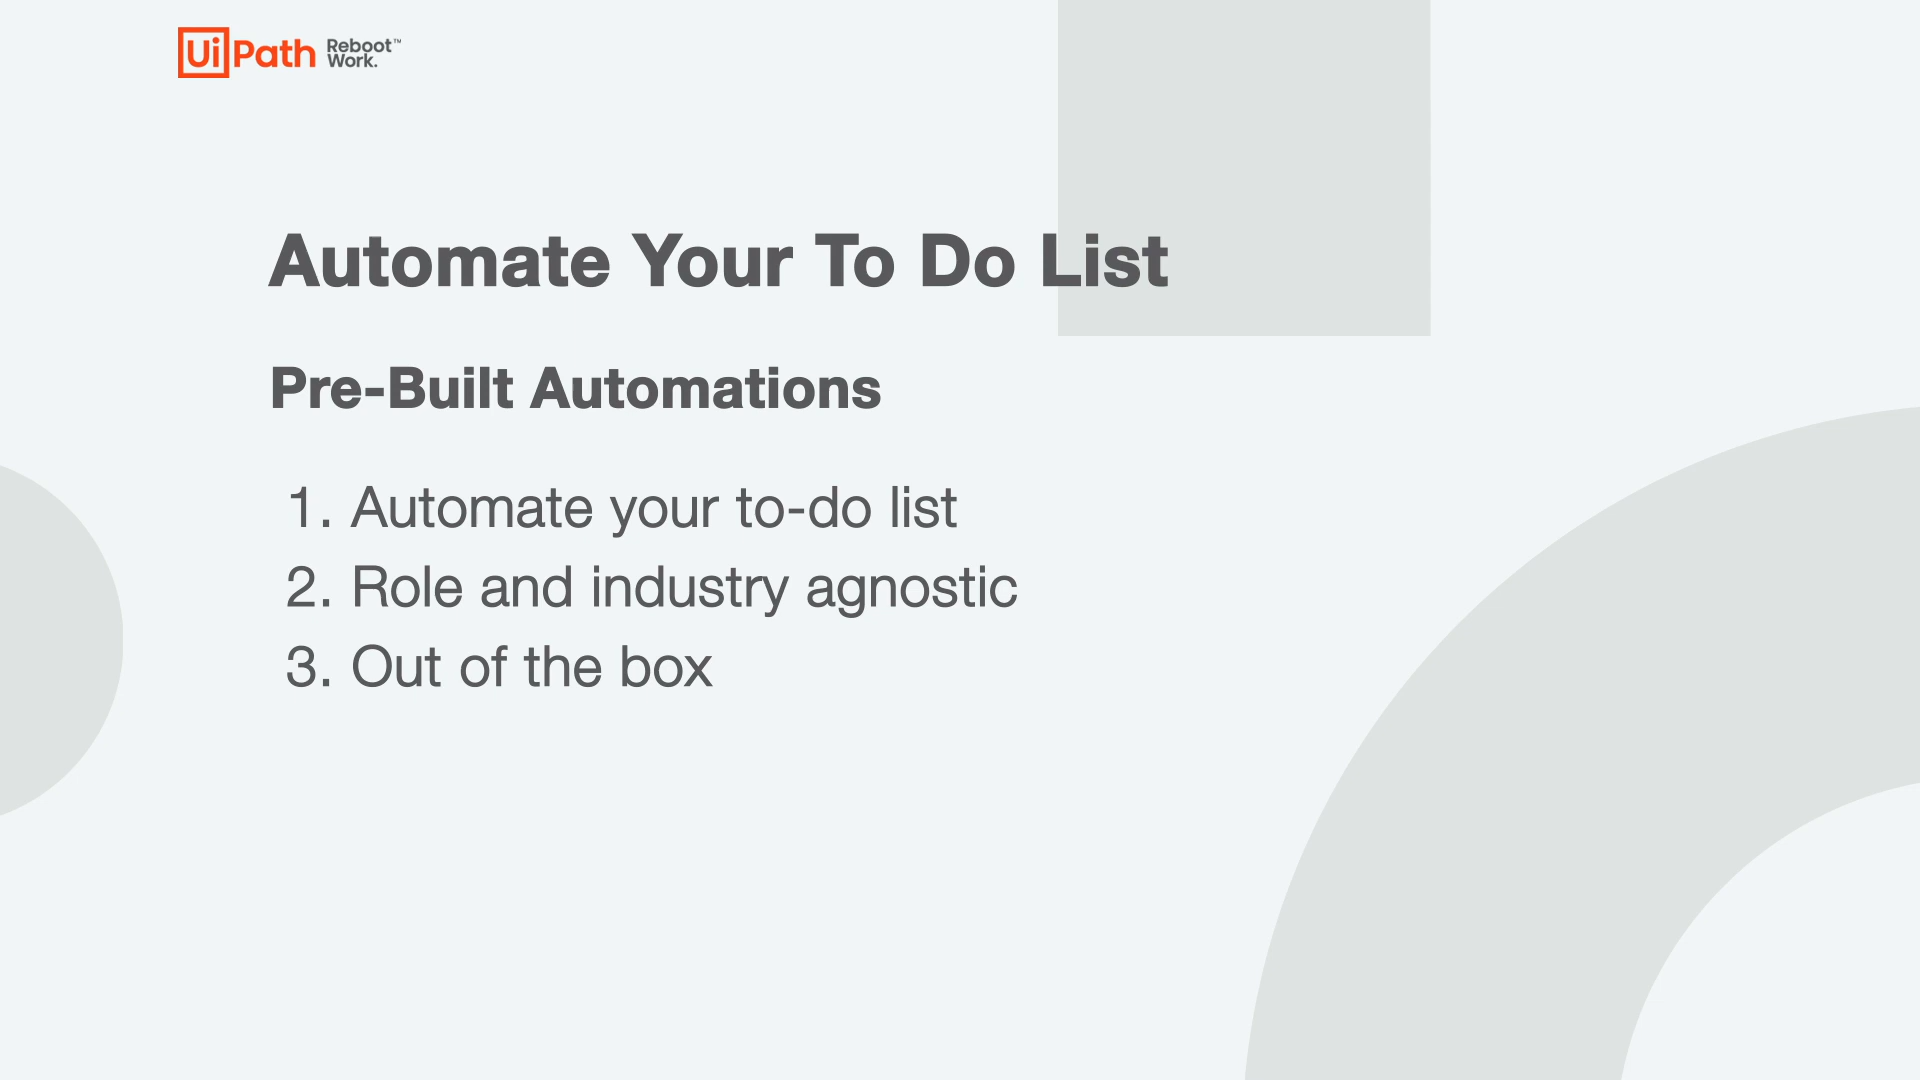 UiPath Reboot™
Work.
Automate Your To Do List
Pre-Built Automations
1. Automate your to-do list
2. Role and industry agnostic
3. Out of the box